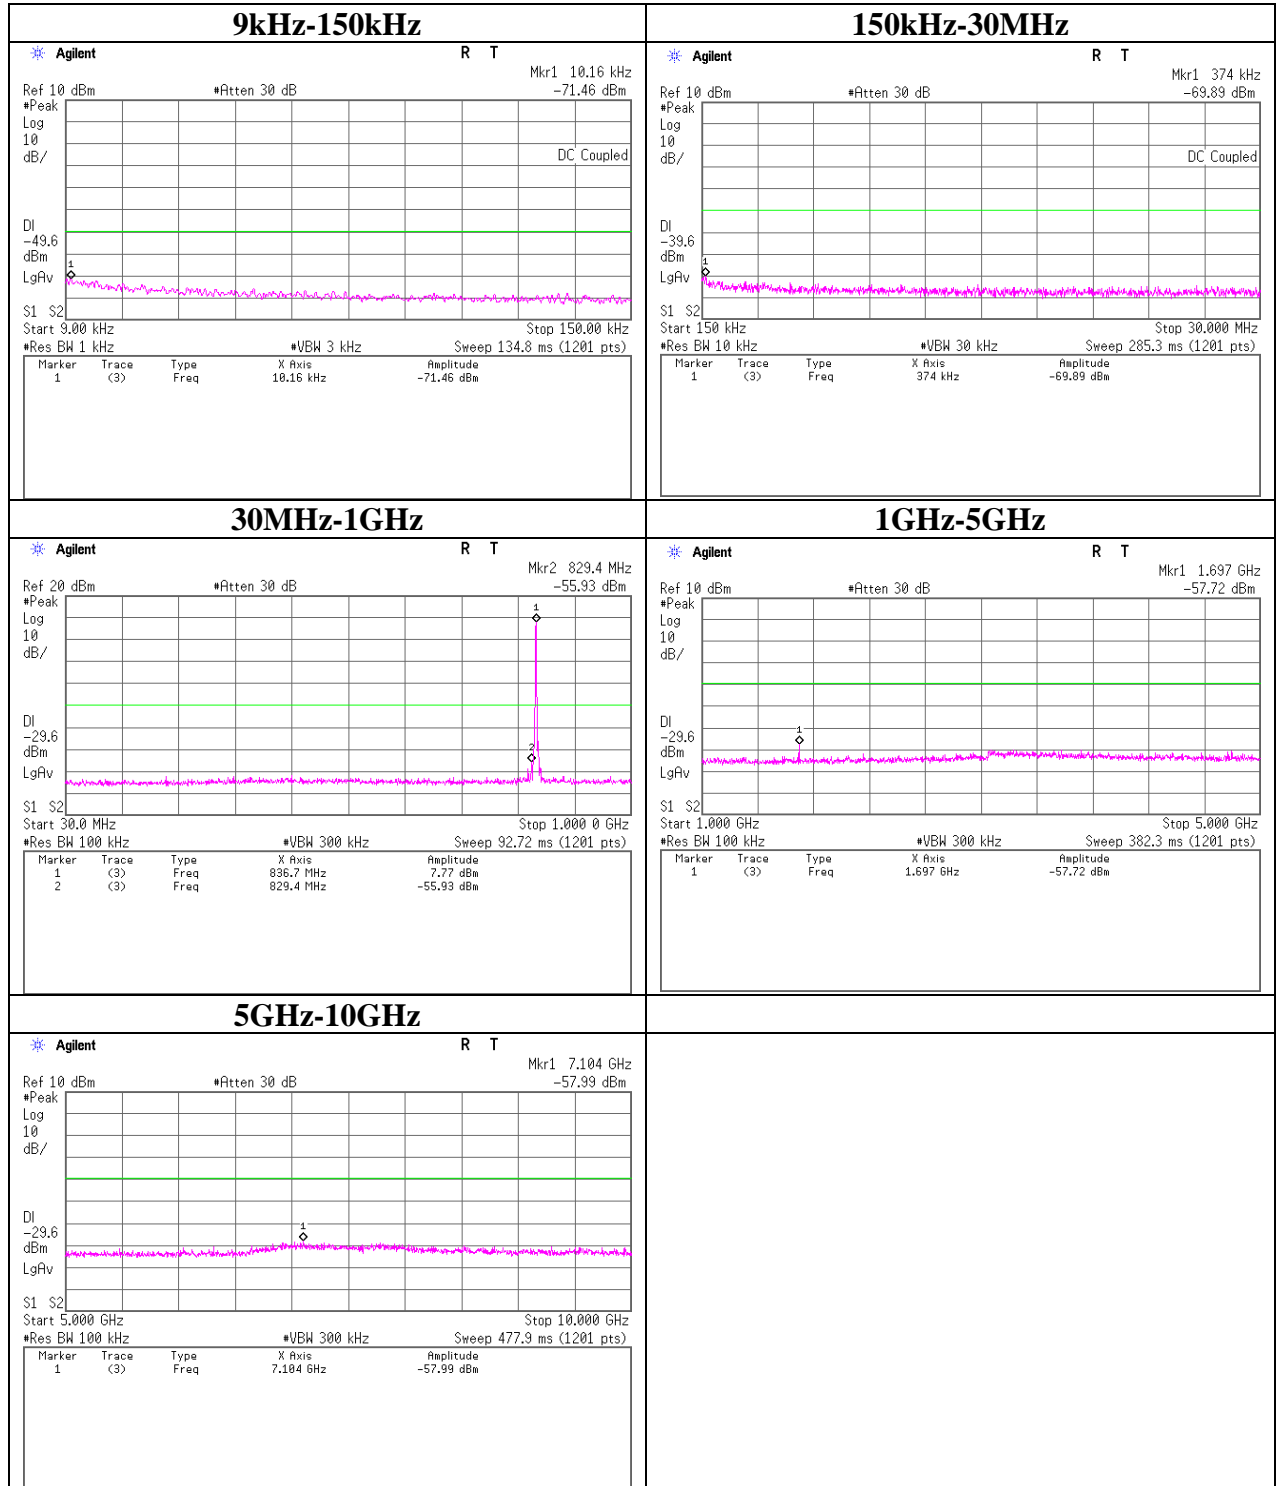 9kHz-150kHz
Agilent R T
Mkr1 10.16 kHz
Ref 10 dBm #Atten 30 dB -71.46 dBm
#Peak
Log
10
dB/
DC Coupled
DI
-49.6
dBm
LgAv
1
S1 S2
Start 9.00 kHz Stop 150.00 kHz
#Res BW 1 kHz #VBW 3 kHz Sweep 134.8 ms (1201 pts)
Marker Trace Type X Axis Amplitude
1 (3) Freq 10.16 kHz -71.46 dBm
150kHz-30MHz
Agilent R T
Mkr1 374 kHz
Ref 10 dBm #Atten 30 dB -69.89 dBm
#Peak
Log
10
dB/
DC Coupled
DI
-39.6
dBm
LgAv
1
S1 S2
Start 150 kHz Stop 30.000 MHz
#Res BW 10 kHz #VBW 30 kHz Sweep 285.3 ms (1201 pts)
Marker Trace Type X Axis Amplitude
1 (3) Freq 374 kHz -69.89 dBm
30MHz-1GHz
Agilent R T
Mkr2 829.4 MHz
Ref 20 dBm #Atten 30 dB -55.93 dBm
#Peak
Log
10
dB/
1
DI
-29.6
dBm
LgAv
2
S1 S2
Start 30.0 MHz Stop 1.000 0 GHz
#Res BW 100 kHz #VBW 300 kHz Sweep 92.72 ms (1201 pts)
Marker Trace Type X Axis Amplitude
1 (3) Freq 836.7 MHz 7.77 dBm
2 (3) Freq 829.4 MHz -55.93 dBm
1GHz-5GHz
Agilent R T
Mkr1 1.697 GHz
Ref 10 dBm #Atten 30 dB -57.72 dBm
#Peak
Log
10
dB/
DI
-29.6
dBm
LgAv
1
S1 S2
Start 1.000 GHz Stop 5.000 GHz
#Res BW 100 kHz #VBW 300 kHz Sweep 382.3 ms (1201 pts)
Marker Trace Type X Axis Amplitude
1 (3) Freq 1.697 GHz -57.72 dBm
5GHz-10GHz
Agilent R T
Mkr1 7.104 GHz
Ref 10 dBm #Atten 30 dB -57.99 dBm
#Peak
Log
10
dB/
DI
-29.6
dBm
LgAv
1
S1 S2
Start 5.000 GHz Stop 10.000 GHz
#Res BW 100 kHz #VBW 300 kHz Sweep 477.9 ms (1201 pts)
Marker Trace Type X Axis Amplitude
1 (3) Freq 7.104 GHz -57.99 dBm